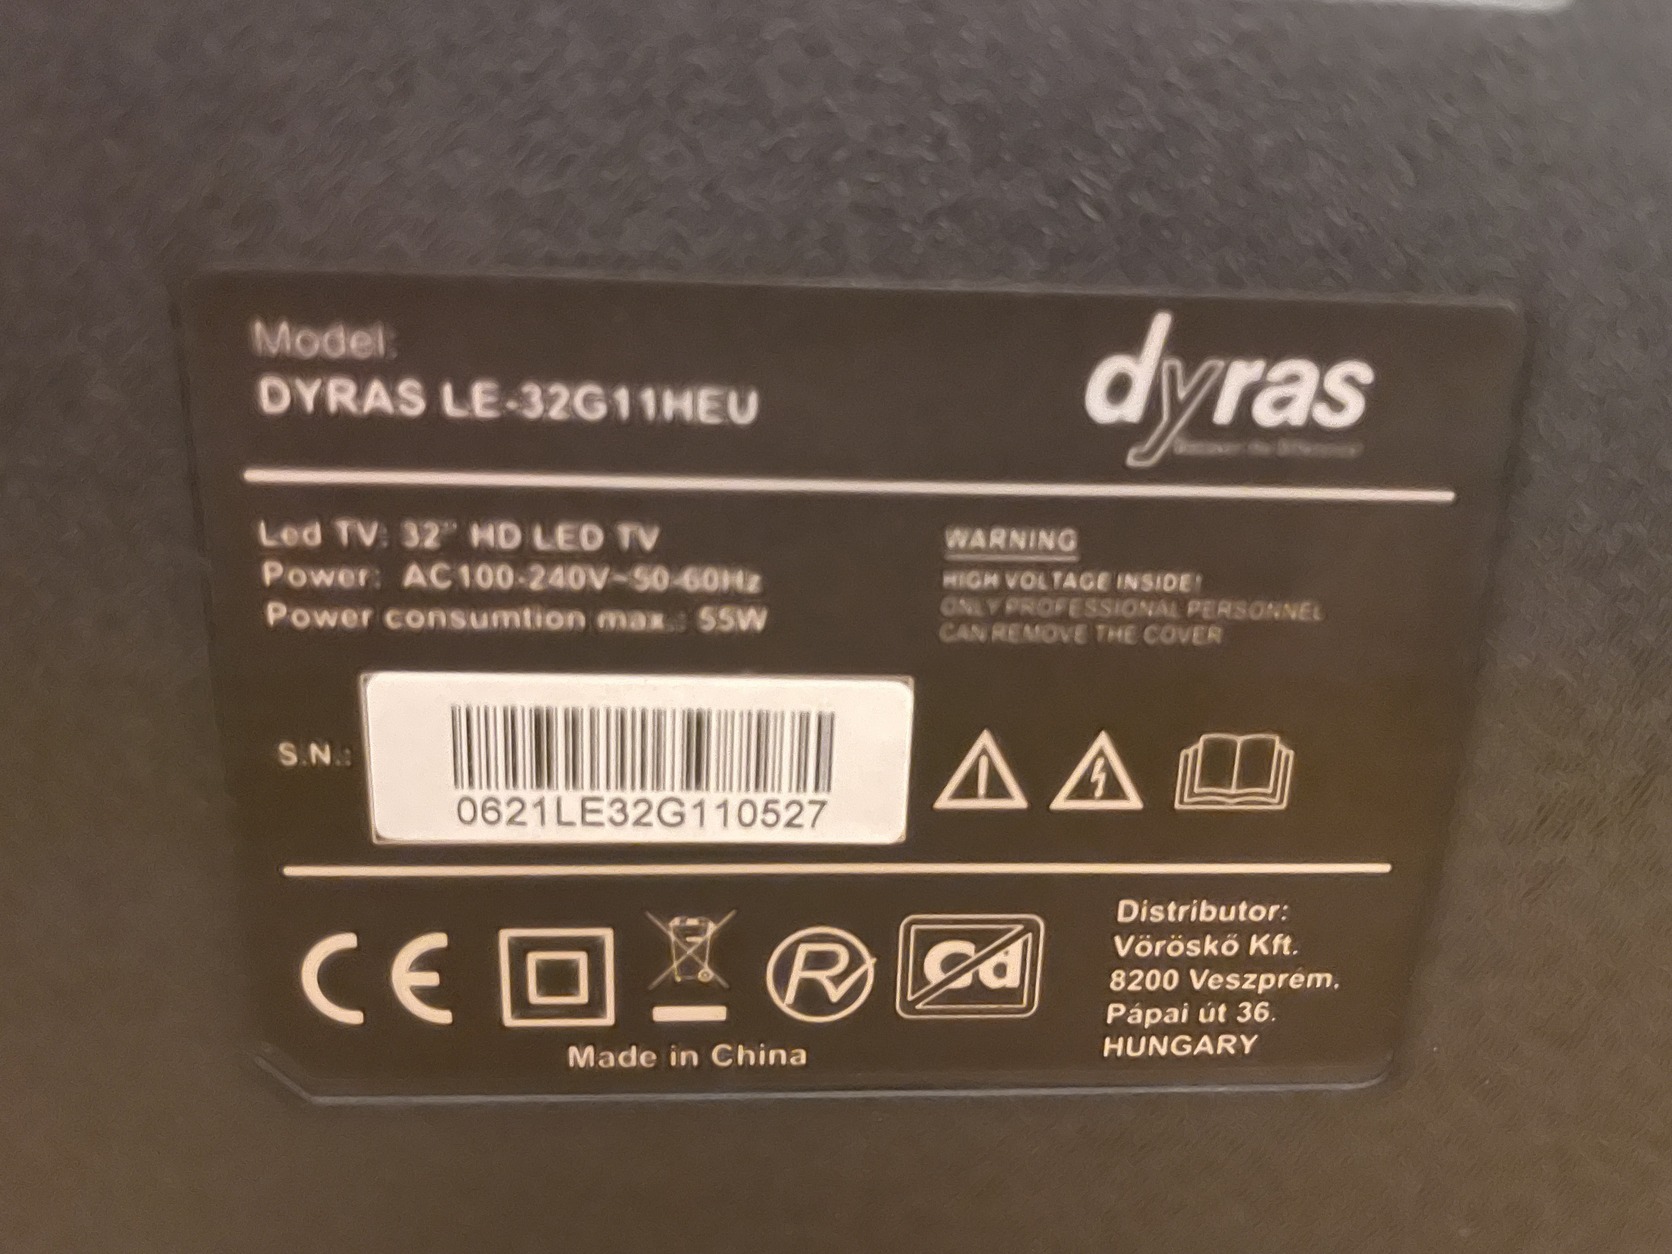 Model:
DYRAS LE-32G11HEU
dyras
Led TV: 32" HD LED TV
Power: AC100-240V~50-60Hz
Power consumtion max.: 55W
WARNING
HIGH VOLTAGE INSIDE!
ONLY PROFESSIONAL PERSONNEL
CAN REMOVE THE COVER
S.N.:
0621LE32G110527
CE
R
Cd
Made in China
Distributor:
Vöröskő Kft.
8200 Veszprém,
Pápai út 36.
HUNGARY